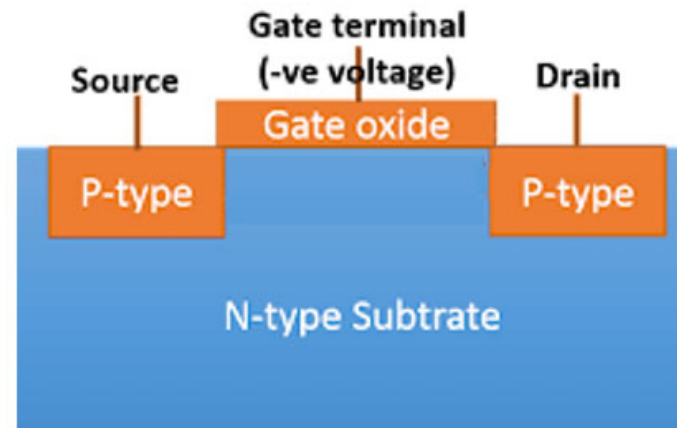 Gate terminal
(-ve voltage)
Source
Drain
Gate oxide
P-type
P-type
N-type Subtrate